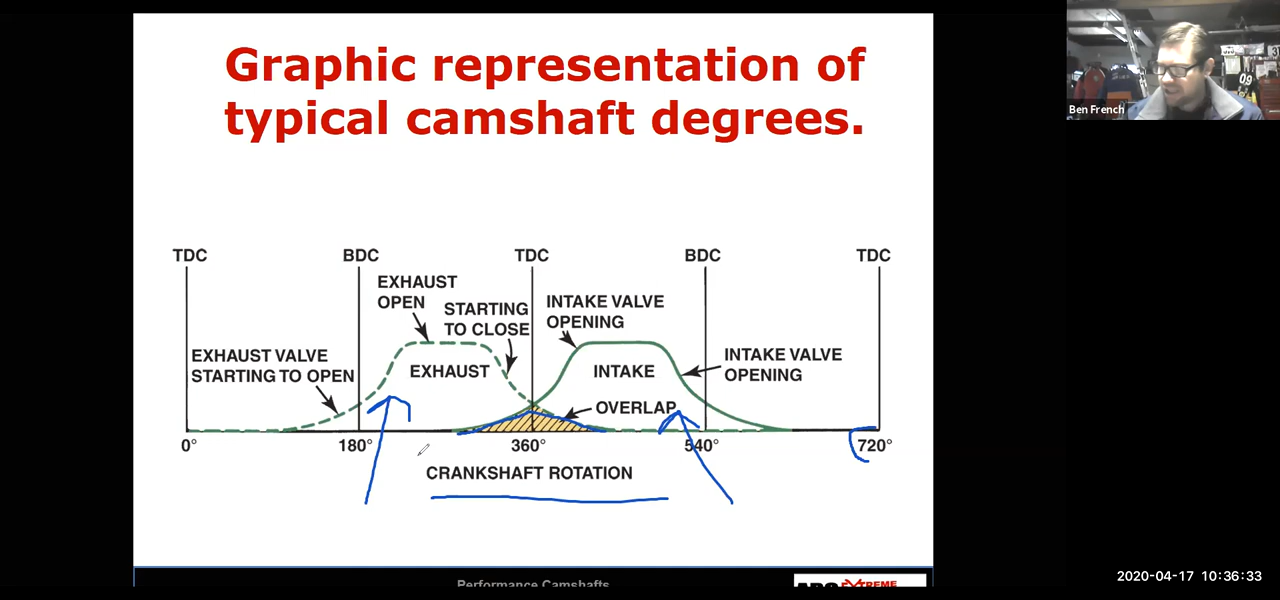 Graphic representation of
typical camshaft degrees.
Ben French
TDC
BDC
TDC
BDC
TDC
EXHAUST
OPEN
STARTING
TO CLOSE
INTAKE VALVE
OPENING
EXHAUST VALVE
STARTING TO OPEN
EXHAUST
INTAKE
INTAKE VALVE
OPENING
OVERLAP
0°
180°
360°
540°
720°
CRANKSHAFT ROTATION
Performance Camshafts
EXTREME
2020-04-17 10:36:33